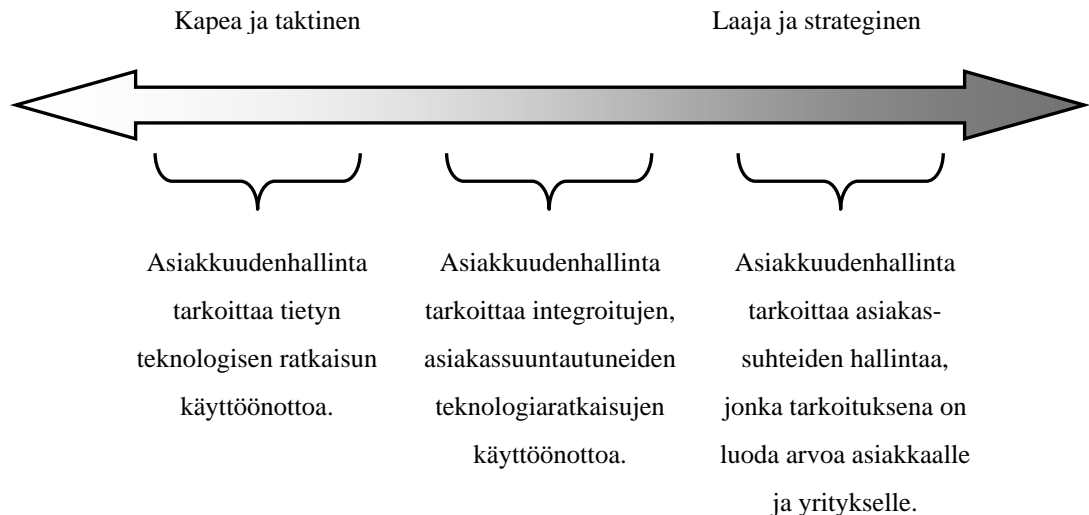 Kapea ja taktinen
Laaja ja strateginen
Asiakkuudenhallinta
tarkoittaa tietyn
teknologisen ratkaisun
käyttöönottoa.
Asiakkuudenhallinta
tarkoittaa integroitujen,
asiakassuuntautuneiden
teknologiaratkaisujen
käyttöönottoa.
Asiakkuudenhallinta
tarkoittaa asiakas-
suhteiden hallintaa,
jonka tarkoituksena on
luoda arvoa asiakkaalle
ja yritykselle.